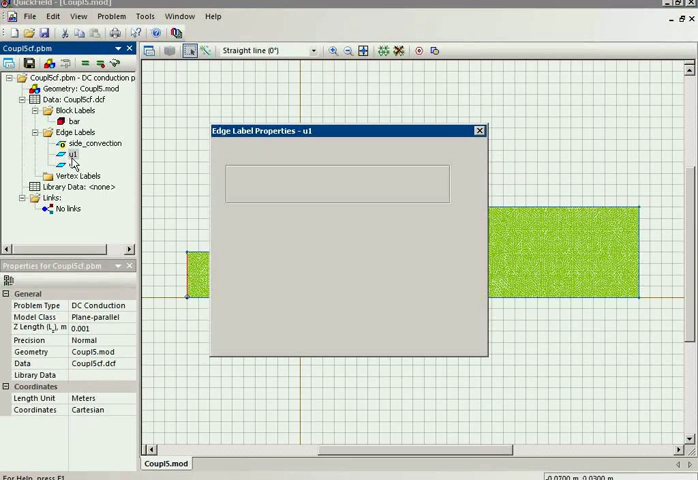 QuickField - [Coupl5.mod]
File Edit View Problem Tools Window Help
Straight line (0°)
Coupl5cf.pbm
Coupl5cf.pbm - DC conduction p
Geometry: Coupl5.mod
Data: Coupl5cf.dcf
Block Labels
bar
Edge Labels
side_convection
u1
Vertex Labels
Library Data: <none>
Links:
No links
Edge Label Properties - u1
Properties for Coupl5cf.pbm
General
Problem Type DC Conduction
Model Class Plane-parallel
Z Length (Lz), m 0.001
Precision Normal
Geometry Coupl5.mod
Data Coupl5cf.dcf
Library Data
Coordinates
Length Unit Meters
Coordinates Cartesian
Coupl5.mod
For Help, press F1
-0.0700 m, 0.0300 m